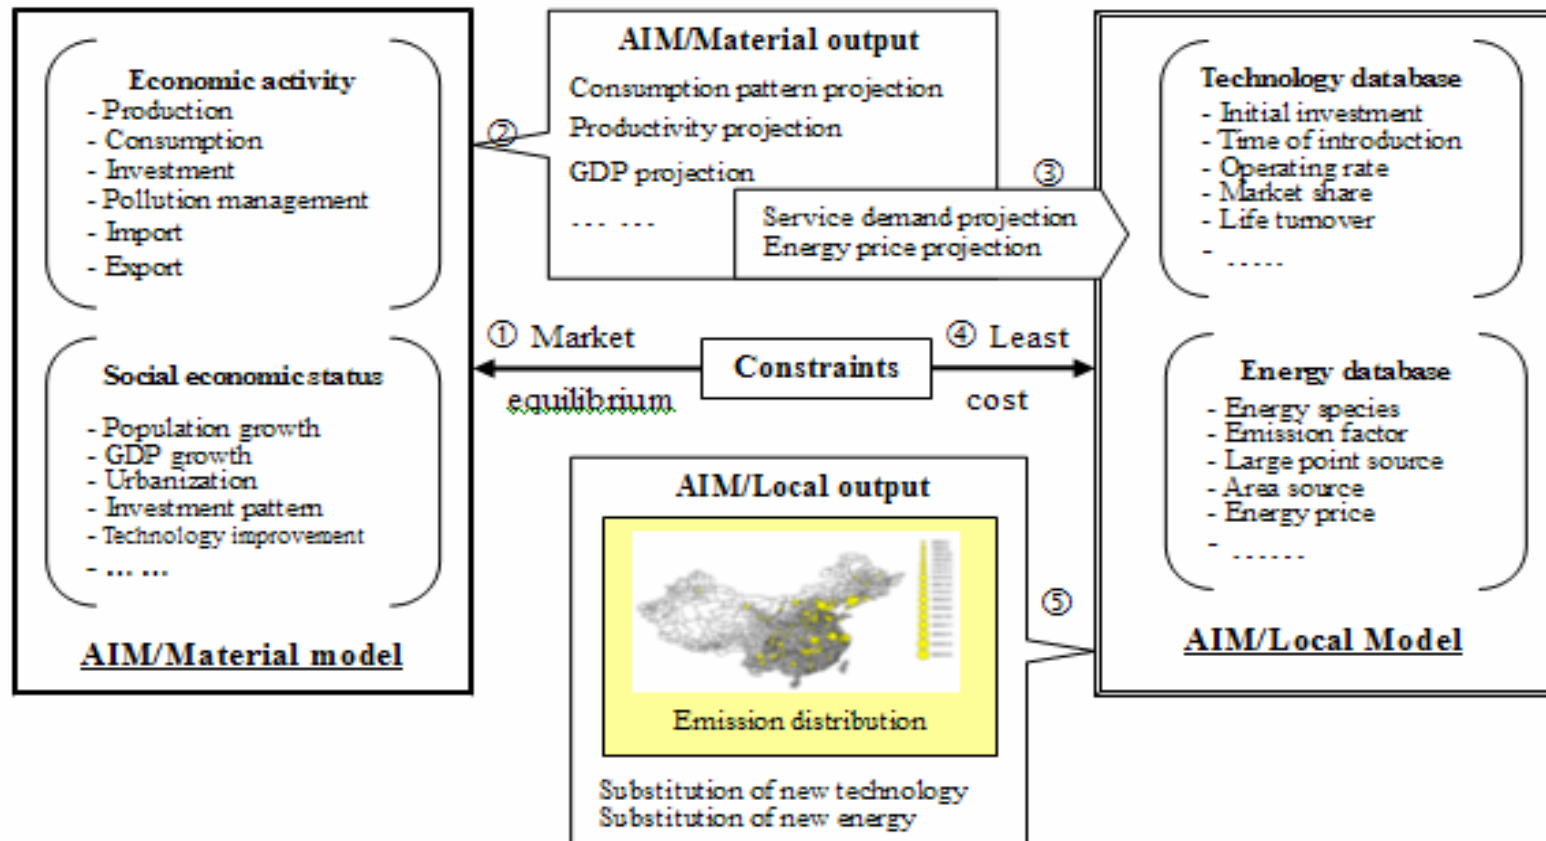 Economic activity
- Production
- Consumption
- Investment
- Pollution management
- Import
- Export
Social economic status
- Population growth
- GDP growth
- Urbanization
- Investment pattern
- Technology improvement
- ... ...
AIM/Material model
②
AIM/Material output
Consumption pattern projection
Productivity projection
GDP projection
... ...
③
Service demand projection
Energy price projection
① Market
equilibrium
Constraints
④ Least
cost
AIM/Local output
Emission distribution
Substitution of new technology
Substitution of new energy
⑤
Technology database
- Initial investment
- Time of introduction
- Operating rate
- Market share
- Life turnover
- .....
Energy database
- Energy species
- Emission factor
- Large point source
- Area source
- Energy price
- ......
AIM/Local Model